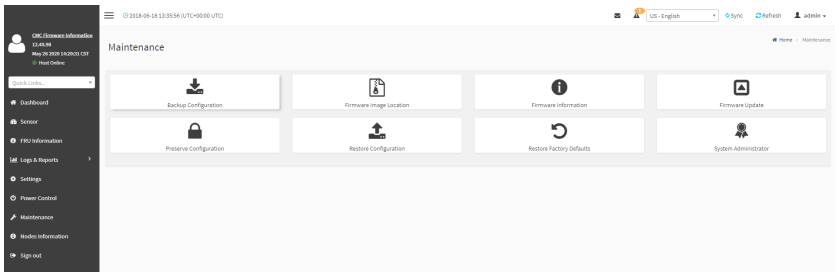 2018-06-18 13:35:56 (UTC+00:00 UTC)
US - English
Sync
Refresh
admin
CMC Firmware Information
12.40.98
May 26 2020 14:20:31 CST
Host Online
Quick Links...
Dashboard
Sensor
FRU Information
Logs & Reports
Settings
Power Control
Maintenance
Nodes Information
Sign out
Maintenance
Home
Maintenance
Backup Configuration
Firmware Image Location
Firmware Information
Firmware Update
Preserve Configuration
Restore Configuration
Restore Factory Defaults
System Administrator